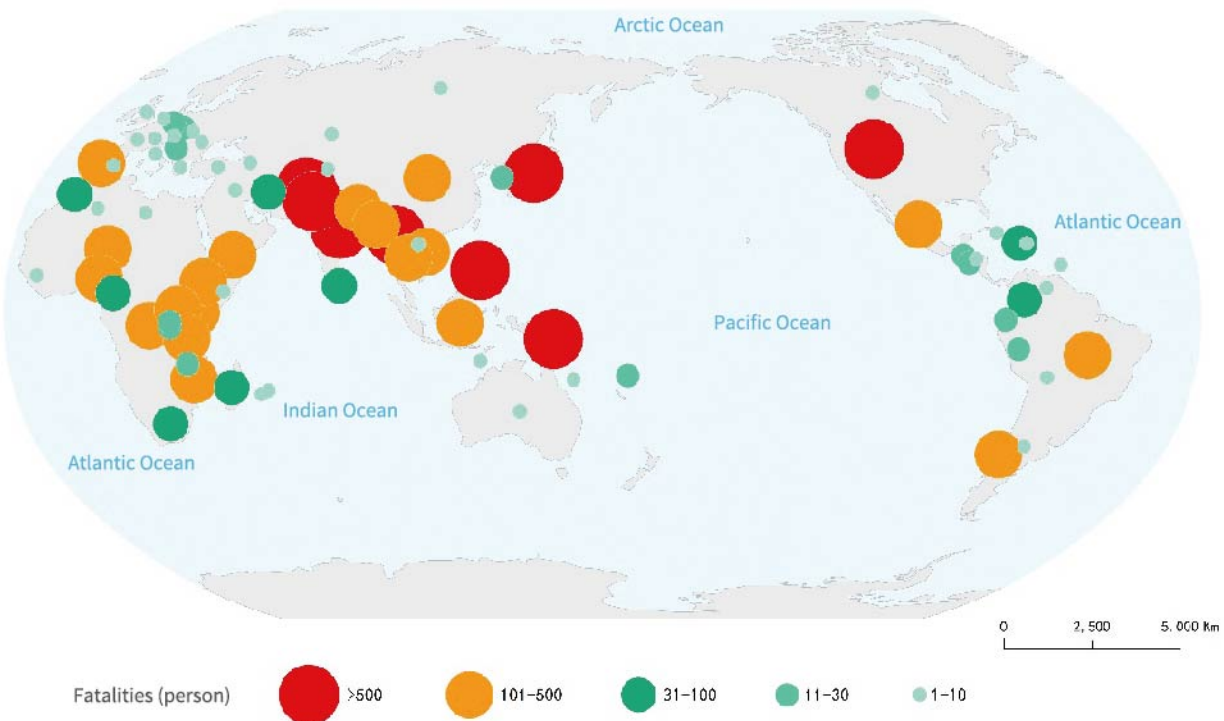 Arctic Ocean
Atlantic Ocean
Pacific Ocean
Indian Ocean
Atlantic Ocean
0 2,500 5,000 Km
Fatalities (person) >500 101-500 31-100 11-30 1-10